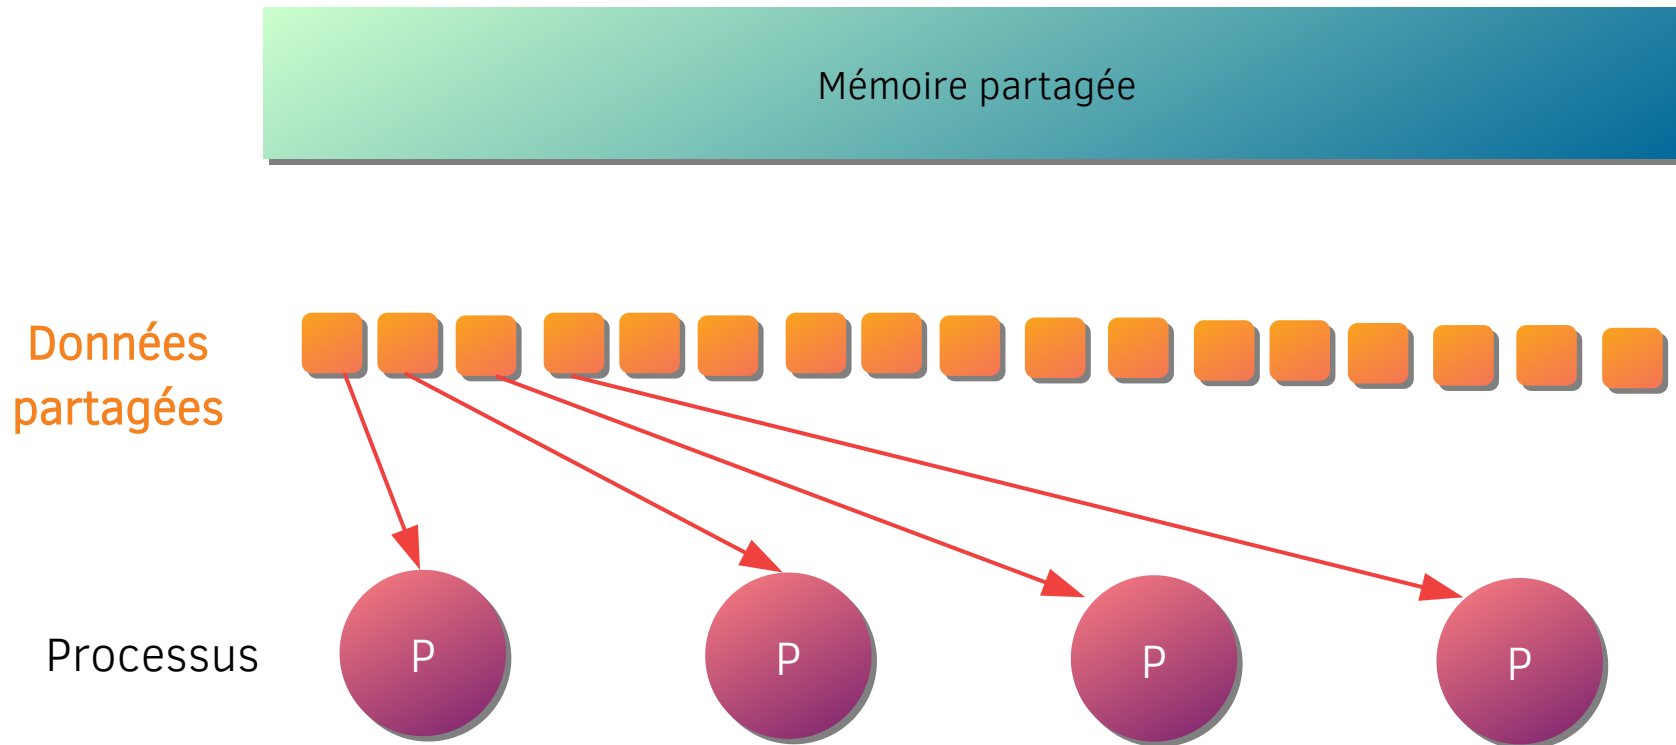 Mémoire partagée
Données
partagées
Processus
P
P
P
P